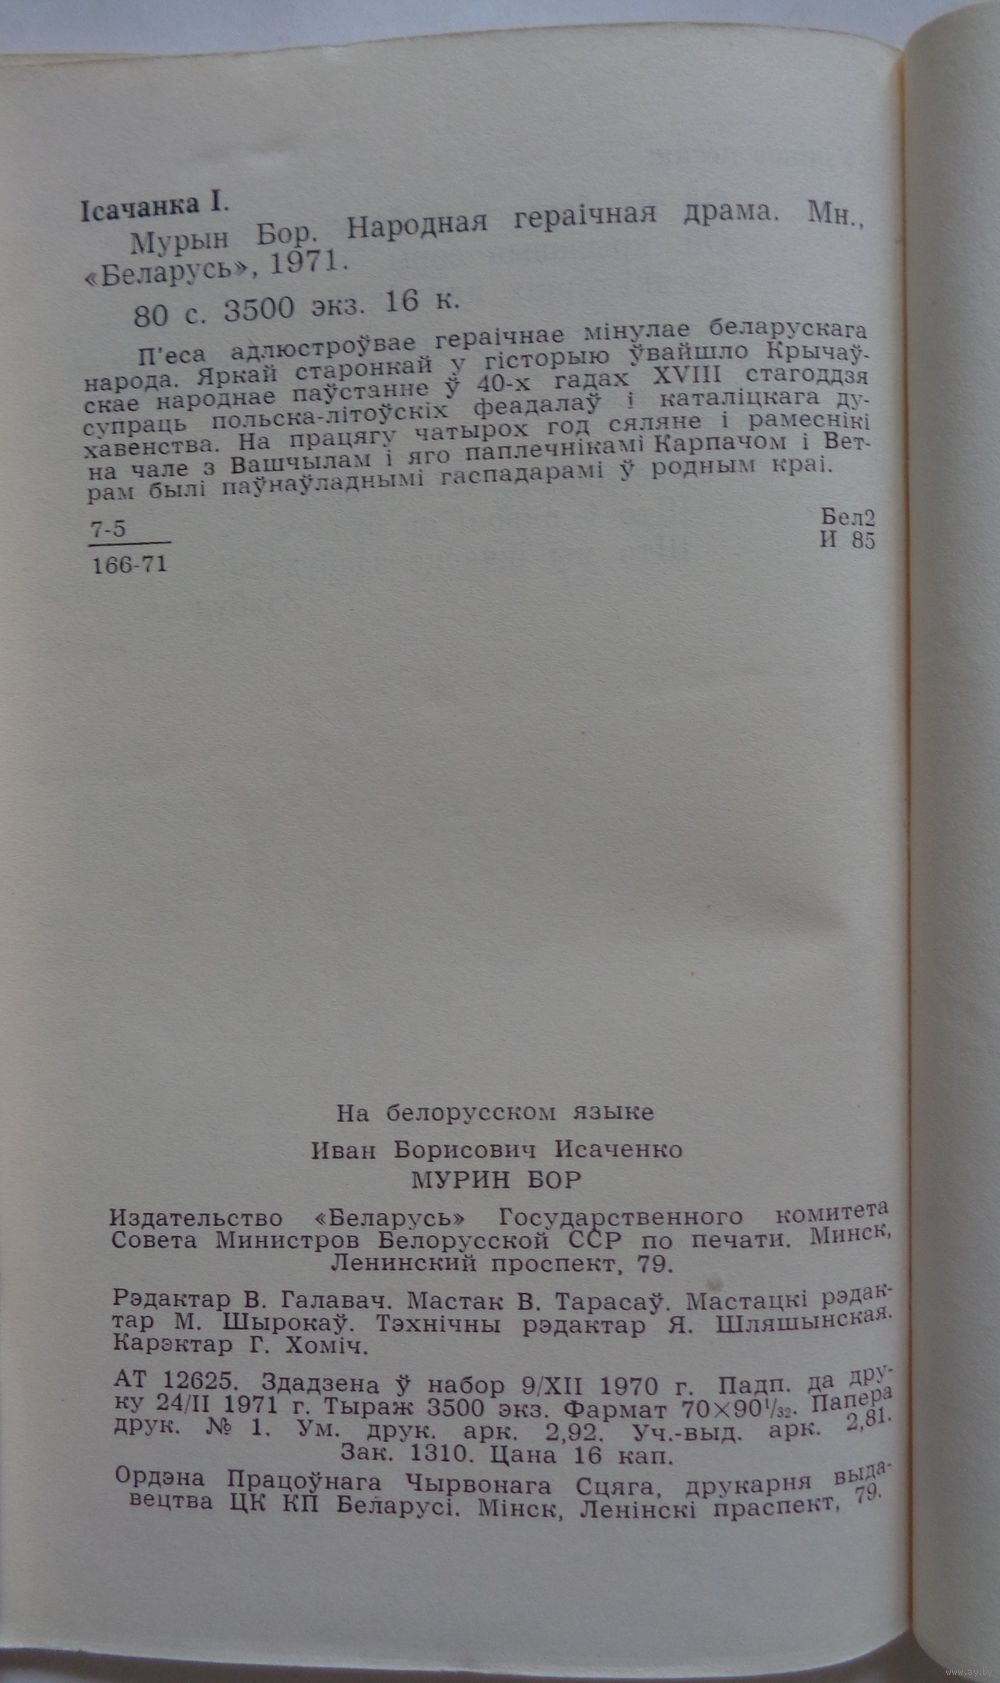 Ісачанка І.
Мурын Бор. Народная гераічная драма. Мн.,
«Беларусь», 1971.
80 с. 3500 экз. 16 к.
П'еса адлюстроўвае гераічнае мінулае беларускага
народа. Яркай старонкай у гісторыю ўвайшло Крычаў-
скае народнае паўстанне ў 40-х гадах XVIII стагоддзя
супраць польска-літоўскіх феадалаў і каталіцкага ду-
хавенства. На працягу чатырох год сяляне і рамеснікі
на чале з Вашчылам і яго паплечнікамі Карпачом і Вет-
рам былі паўнаўладнымі гаспадарамі ў родным краі.
7-5
166-71
Бел2
И 85
На белорусском языке
Иван Борисович Исаченко
МУРИН БОР
Издательство «Беларусь» Государственного комитета
Совета Министров Белорусской ССР по печати. Минск,
Ленинский проспект, 79.
Рэдактар В. Галавач. Мастак В. Тарасаў. Мастацкі рэдак-
тар М. Шырокаў. Тэхнічны рэдактар Я. Шляшынская.
Карэктар Г. Хоміч.
АТ 12625. Здадзена ў набор 9/XII 1970 г. Падп. да дру-
ку 24/II 1971 г. Тыраж 3500 экз. Фармат 70×90¹/₃₂. Папера
друк. № 1. Ум. друк. арк. 2,92. Уч.-выд. арк. 2,81.
Зак. 1310. Цана 16 кап.
Ордэна Працоўнага Чырвонага Сцяга, друкарня выда-
вецтва ЦК КП Беларусі. Мінск, Ленінскі праспект, 79.
www.ay.by